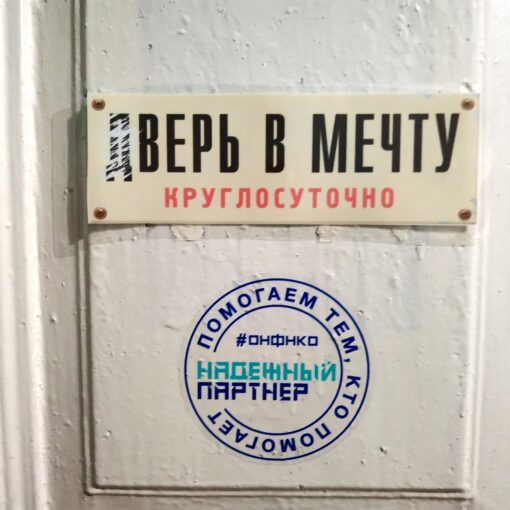 ДВЕРЬ В МЕЧТУ
КРУГЛОСУТОЧНО
ПОМОГАЕМ ТЕМ, КТО ПОМОГАЕТ
#ОНФНКО
НАДЕЖНЫЙ
ПАРТНЕР